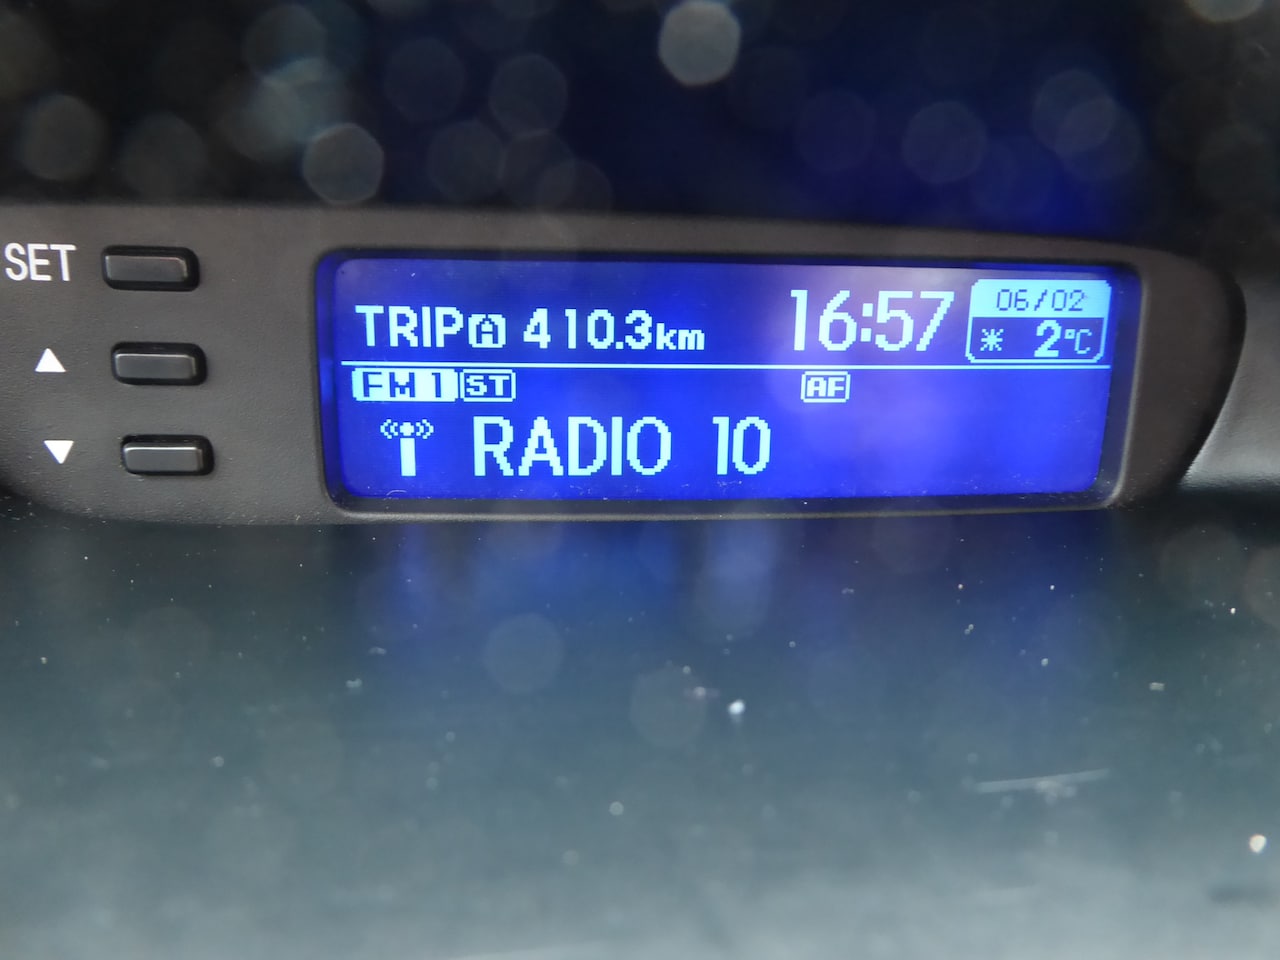 SET
TRIP A 410.3km 16:57 06/02
2°C
FM 1 ST AF
RADIO 10